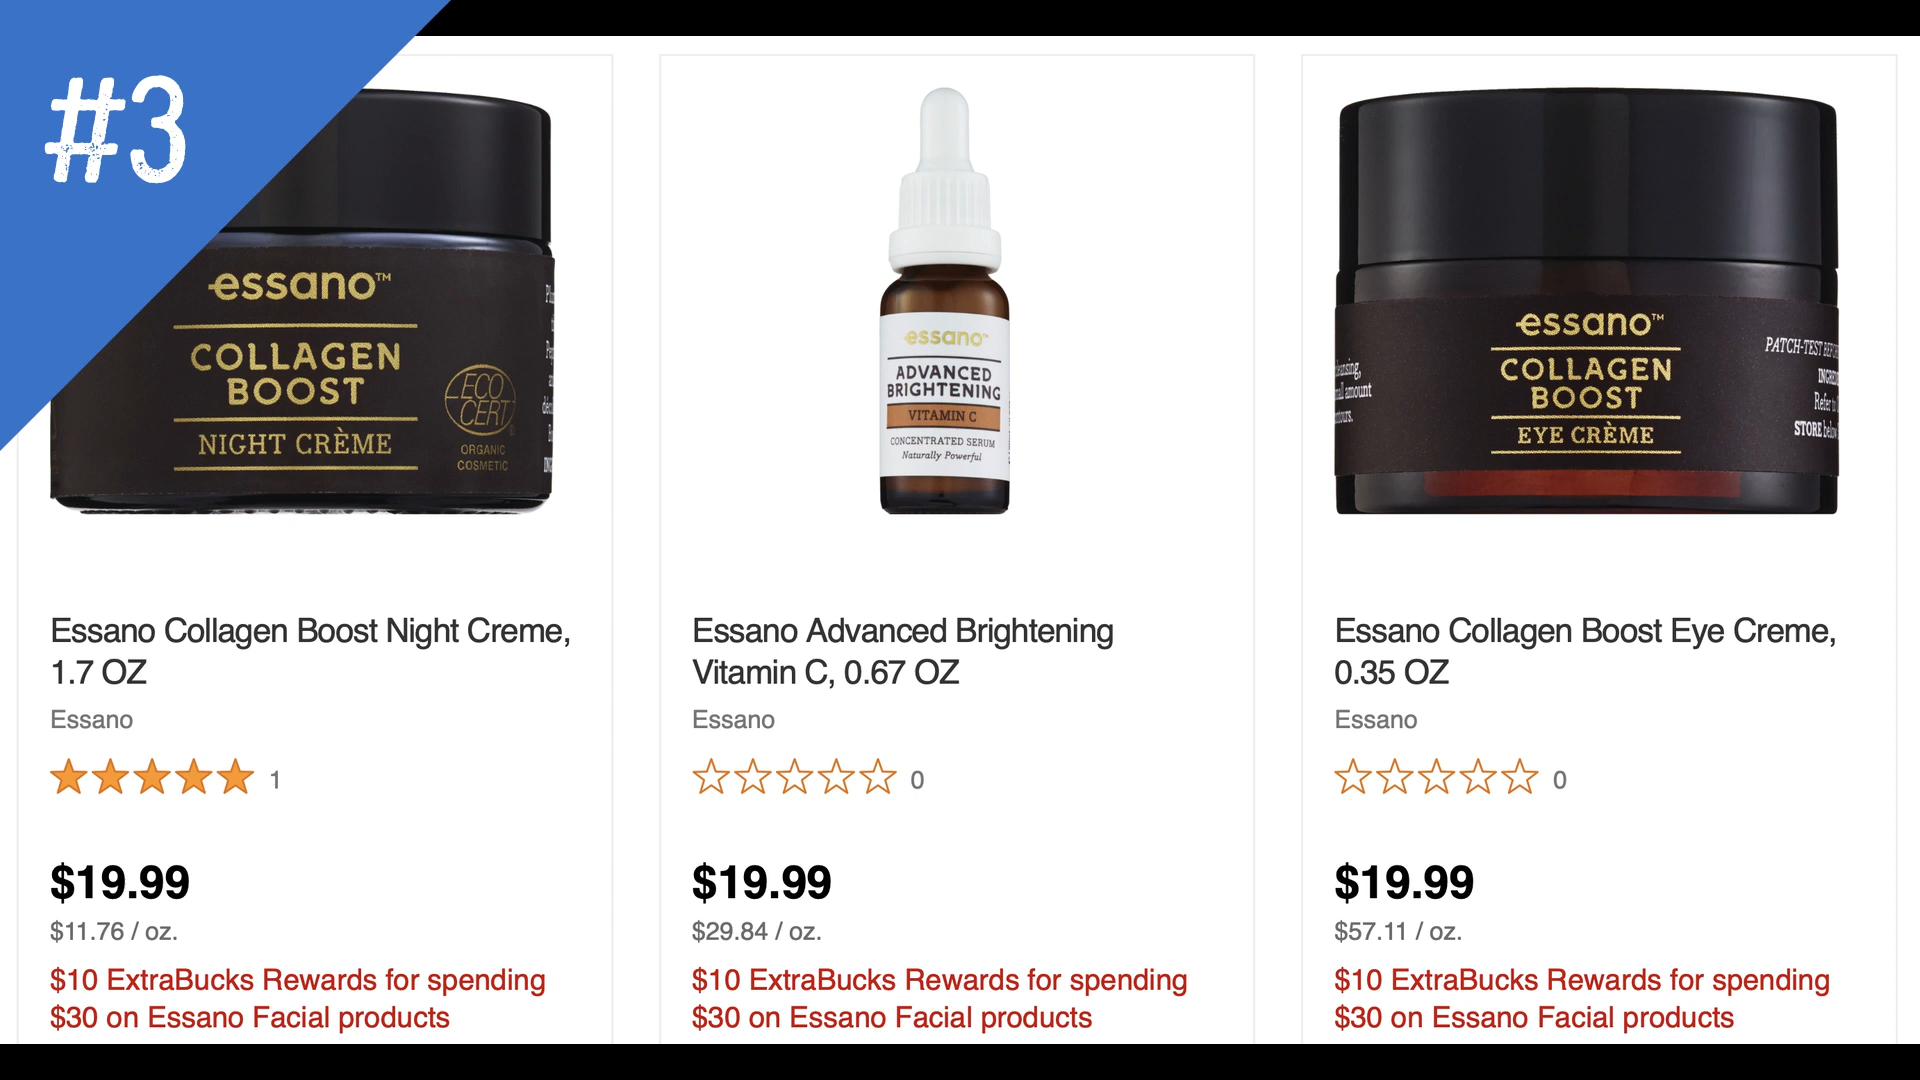 #3
essano™
COLLAGEN
BOOST
NIGHT CRÈME
ECO
CERT
ORGANIC
COSMETIC
essano™
ADVANCED
BRIGHTENING
VITAMIN C
CONCENTRATED SERUM
Naturally Powerful
essano™
COLLAGEN
BOOST
EYE CRÈME
amount
PATCH-TEST
STORE
Essano Collagen Boost Night Creme,
1.7 OZ
Essano
1
$19.99
$11.76 / oz.
$10 ExtraBucks Rewards for spending
$30 on Essano Facial products
Essano Advanced Brightening
Vitamin C, 0.67 OZ
Essano
0
$19.99
$29.84 / oz.
$10 ExtraBucks Rewards for spending
$30 on Essano Facial products
Essano Collagen Boost Eye Creme,
0.35 OZ
Essano
0
$19.99
$57.11 / oz.
$10 ExtraBucks Rewards for spending
$30 on Essano Facial products